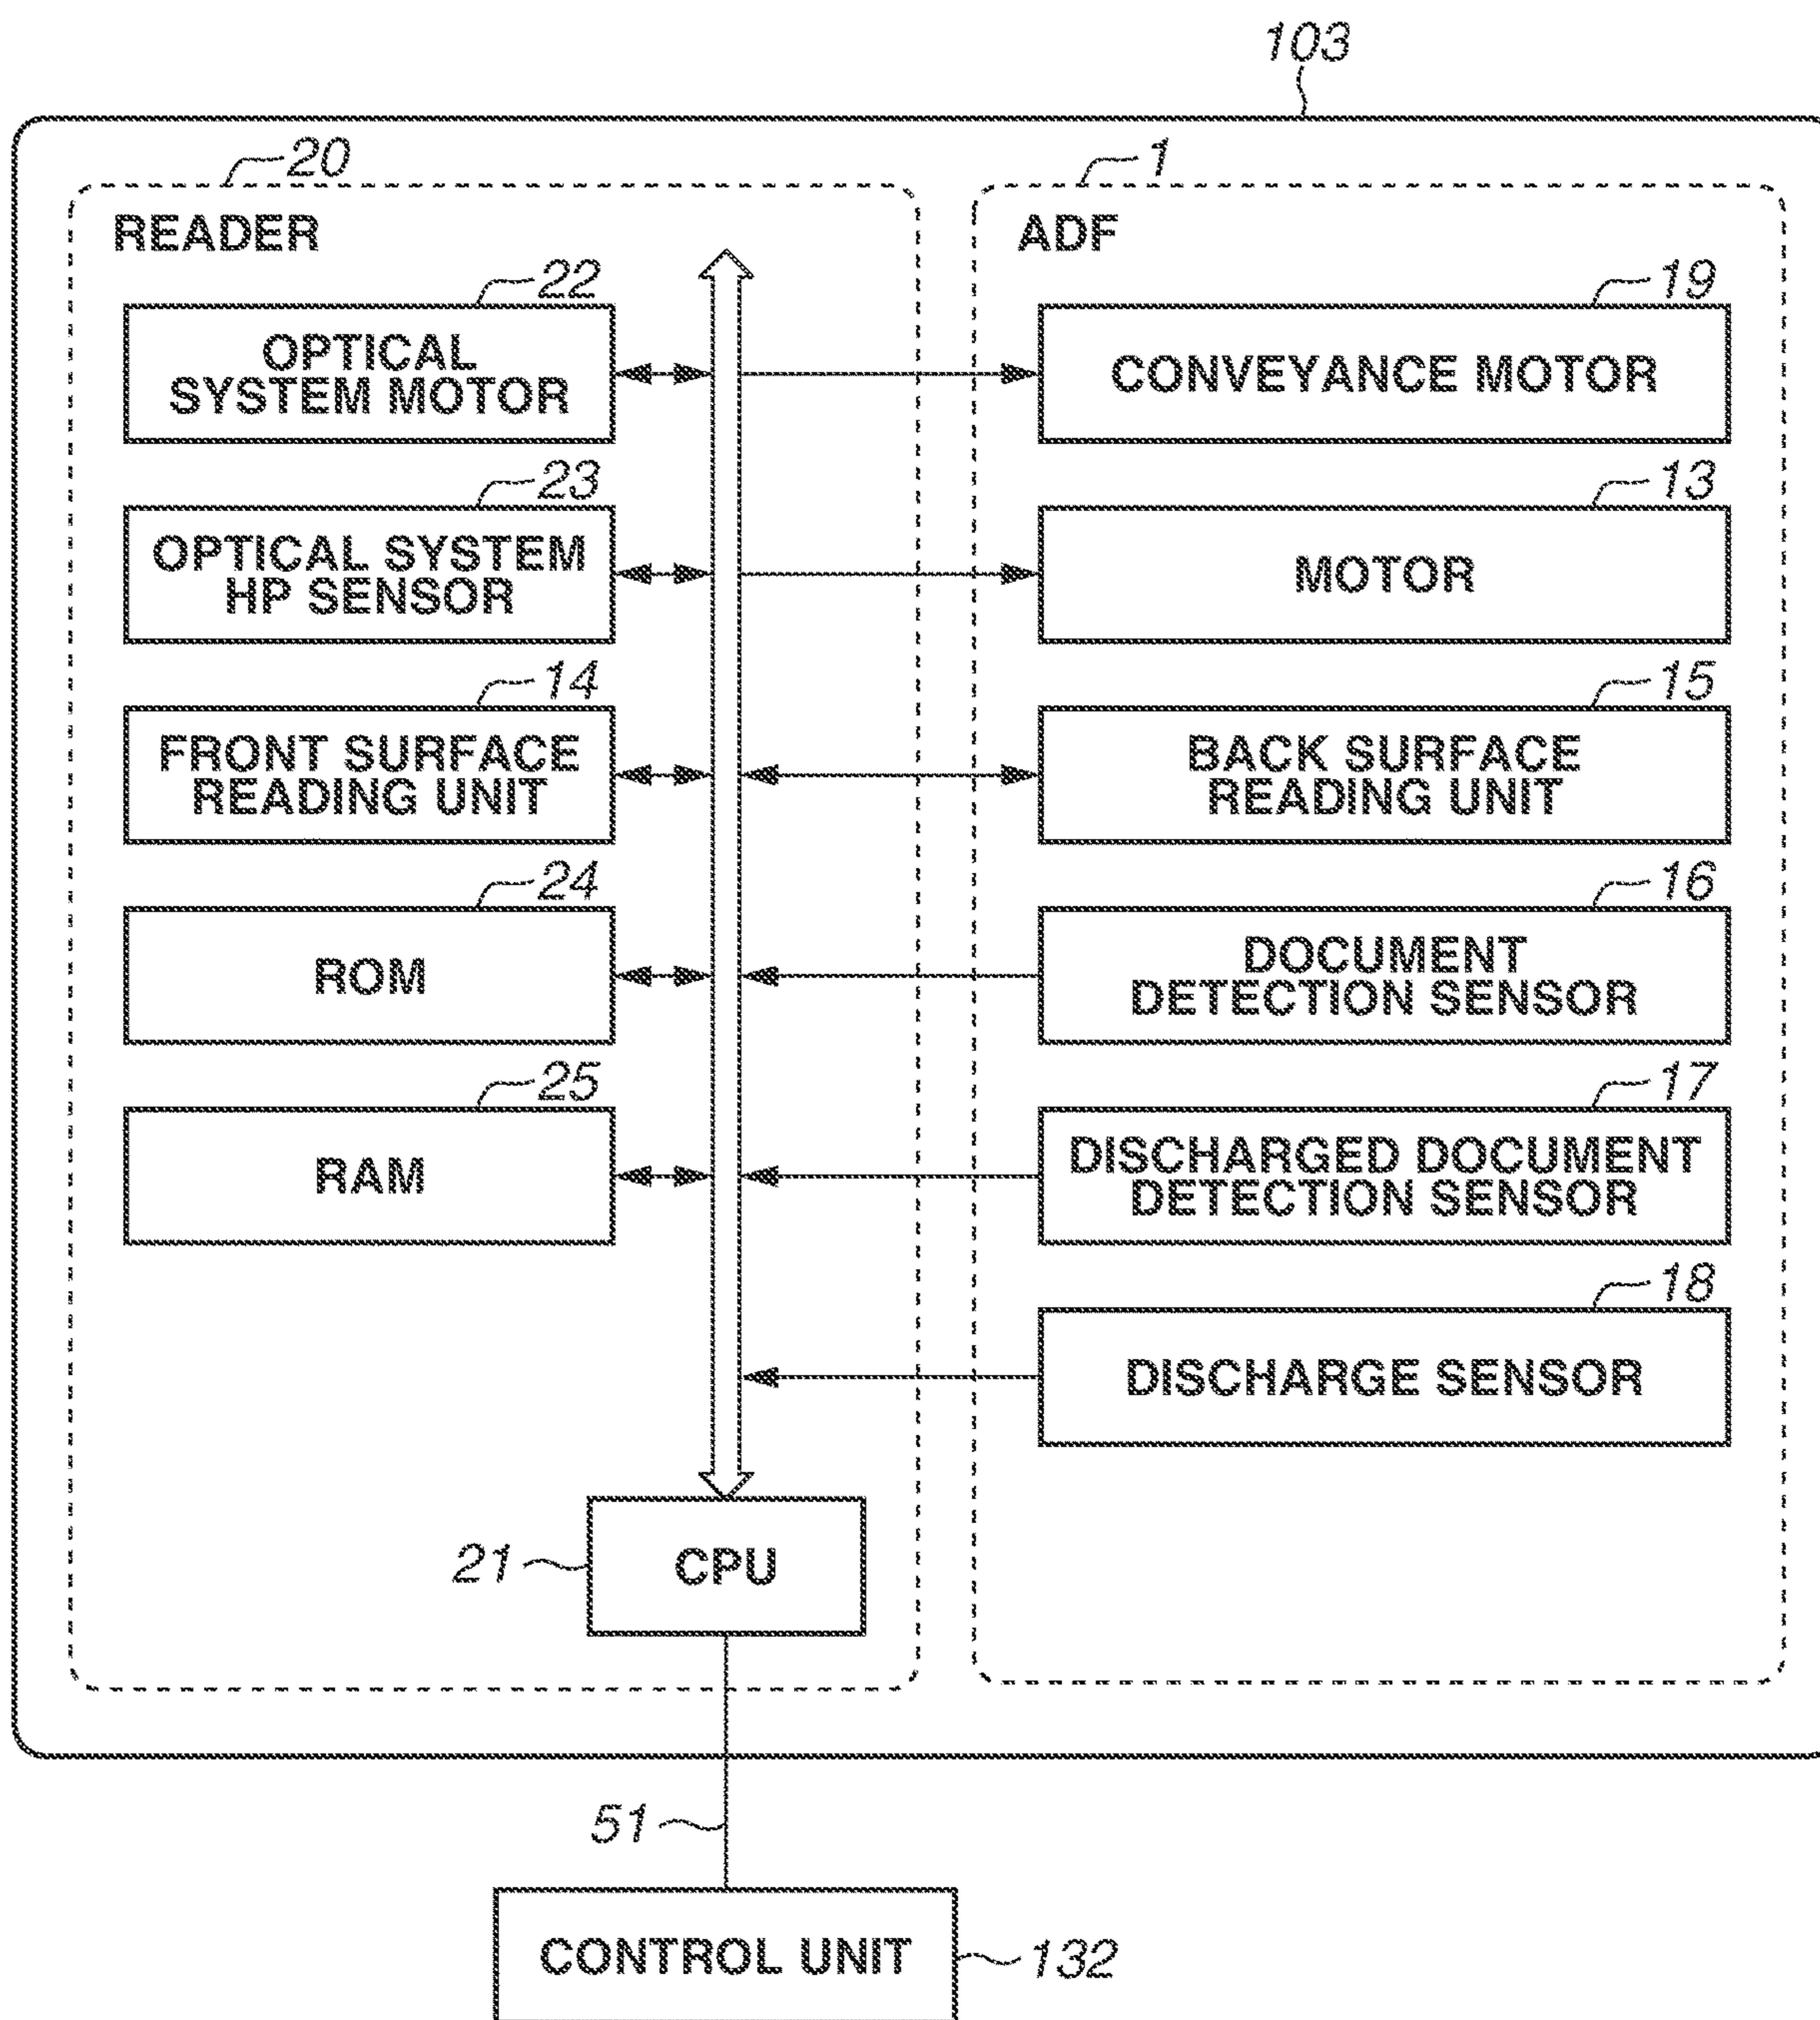 103
20
1
READER
ADF
22
OPTICAL
SYSTEM MOTOR
19
CONVEYANCE MOTOR
23
OPTICAL SYSTEM
HP SENSOR
13
MOTOR
14
FRONT SURFACE
READING UNIT
15
BACK SURFACE
READING UNIT
24
ROM
16
DOCUMENT
DETECTION SENSOR
25
RAM
17
DISCHARGED DOCUMENT
DETECTION SENSOR
18
DISCHARGE SENSOR
21
CPU
51
CONTROL UNIT
132